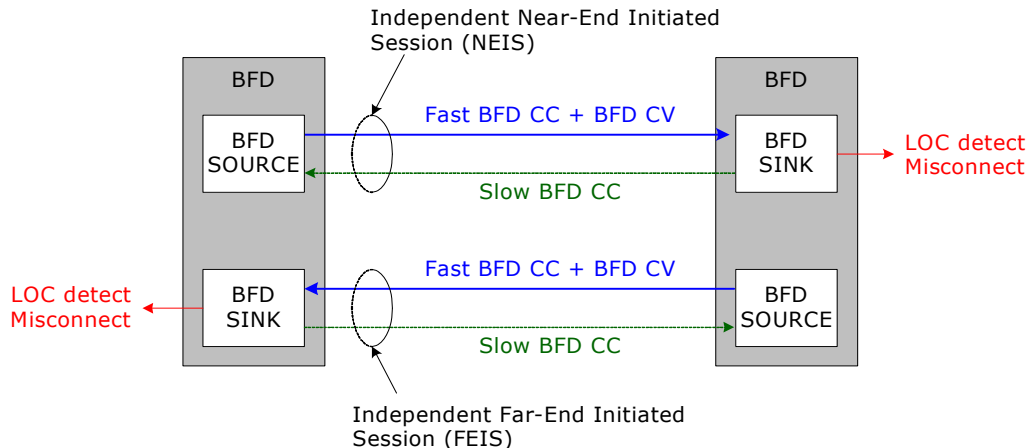 Independent Near-End Initiated
Session (NEIS)
BFD
BFD
BFD
SOURCE
Fast BFD CC + BFD CV
BFD
SINK
LOC detect
Misconnect
Slow BFD CC
LOC detect
Misconnect
BFD
SINK
Fast BFD CC + BFD CV
BFD
SOURCE
Slow BFD CC
Independent Far-End Initiated
Session (FEIS)